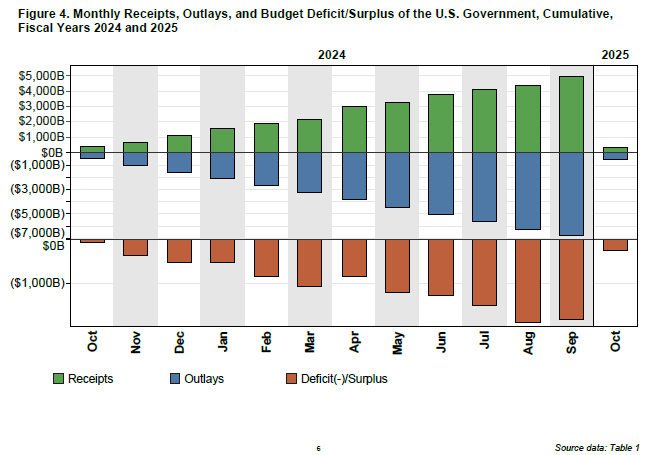 Figure 4. Monthly Receipts, Outlays, and Budget Deficit/Surplus of the U.S. Government, Cumulative,
Fiscal Years 2024 and 2025
2024 2025
$5,000B
$4,000B
$3,000B
$2,000B
$1,000B
$0B
($1,000B)
($3,000B)
($5,000B)
($7,000B)
$0B
($1,000B)
Oct Nov Dec Jan Feb Mar Apr May Jun Jul Aug Sep Oct
Receipts Outlays Deficit(-)/Surplus
6 Source data: Table 1